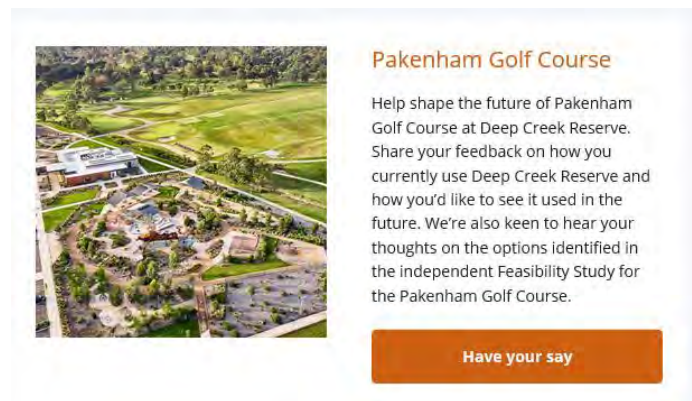 Pakenham Golf Course
Help shape the future of Pakenham
Golf Course at Deep Creek Reserve.
Share your feedback on how you
currently use Deep Creek Reserve and
how you’d like to see it used in the
future. We’re also keen to hear your
thoughts on the options identified in
the independent Feasibility Study for
the Pakenham Golf Course.
Have your say